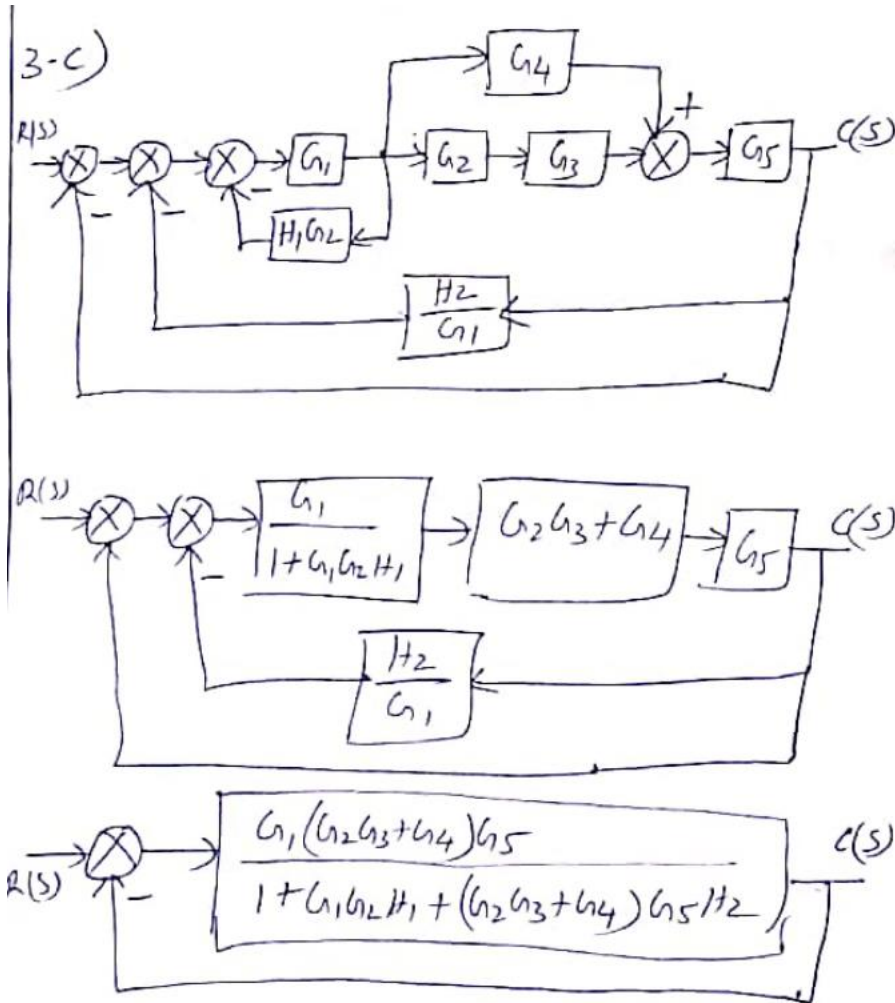 3-C)
G4
+
R(S) G1 G2 G3 G5 C(S)
- - -
H1G2
H2
G1
R(S) C(S)
G1
1+G1G2H1
G2G3+G4
G5
-
H2
G1
G1(G2G3+G4)G5
1+G1G2H1+(G2G3+G4)G5H2
R(S) C(S)
-